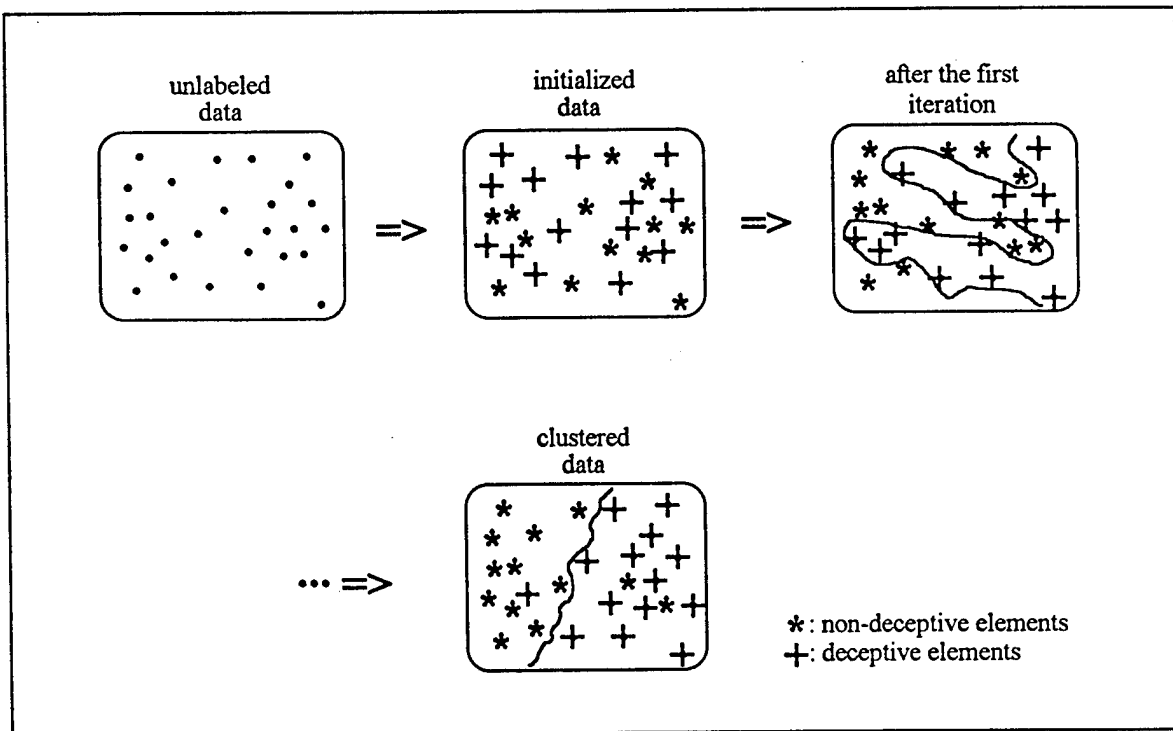 unlabeled
data
initialized
data
after the first
iteration
=>
=>
clustered
data
••• =>
*: non-deceptive elements
+: deceptive elements